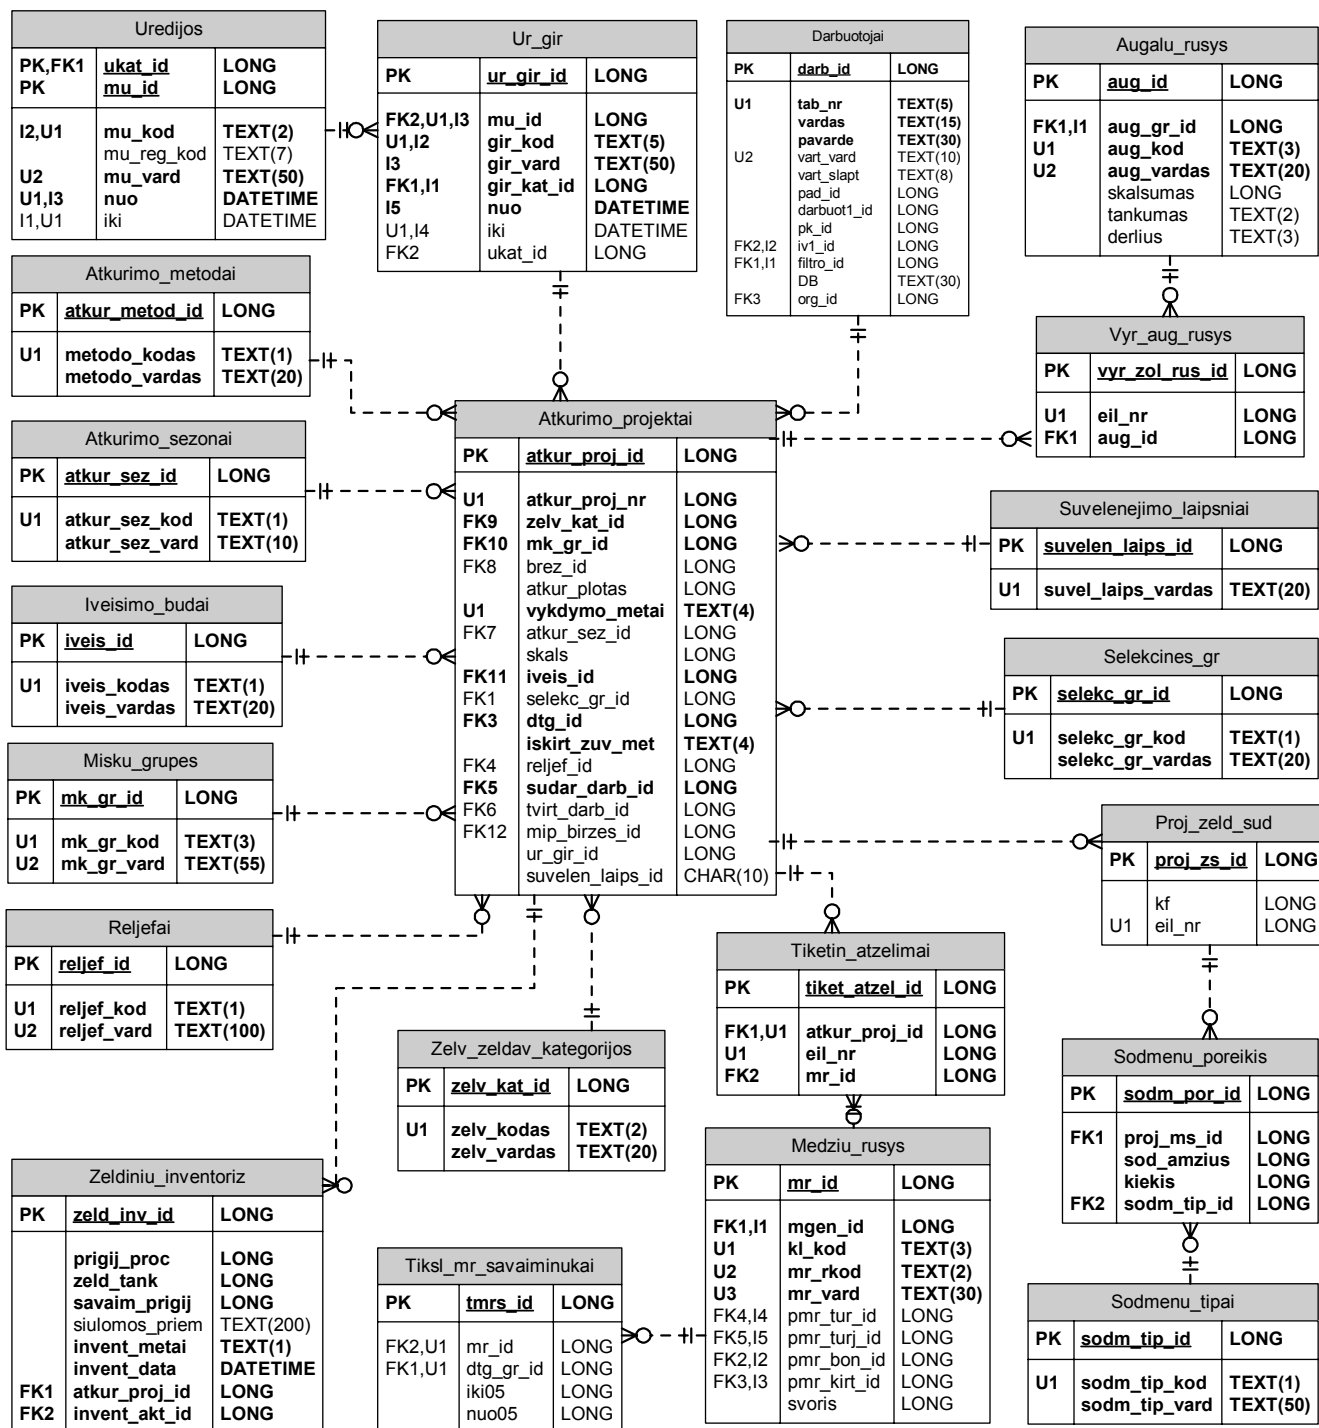 Uredijos
PK,FK1 ukat_id LONG
PK mu_id LONG
I2,U1 mu_kod TEXT(2)
mu_reg_kod TEXT(7)
U2 mu_vard TEXT(50)
U1,I3 nuo DATETIME
I1,U1 iki DATETIME
Ur_gir
PK ur_gir_id LONG
FK2,U1,I3 mu_id LONG
U1,I2 gir_kod TEXT(5)
I3 gir_vard TEXT(50)
FK1,I1 gir_kat_id LONG
I5 nuo DATETIME
U1,I4 iki DATETIME
FK2 ukat_id LONG
Darbuotojai
PK darb_id LONG
U1 tab_nr TEXT(5)
vardas TEXT(15)
pavarde TEXT(30)
U2 vart_vard TEXT(10)
vart_slapt TEXT(8)
pad_id LONG
darbuot1_id LONG
pk_id LONG
FK2,I2 iv1_id LONG
FK1,I1 filtro_id LONG
DB TEXT(30)
FK3 org_id LONG
Augalu_rusys
PK aug_id LONG
FK1,I1 aug_gr_id LONG
U1 aug_kod TEXT(3)
U2 aug_vardas TEXT(20)
skalsumas LONG
tankumas TEXT(2)
derlius TEXT(3)
Atkurimo_metodai
PK atkur_metod_id LONG
U1 metodo_kodas TEXT(1)
metodo_vardas TEXT(20)
Vyr_aug_rusys
PK vyr_zol_rus_id LONG
U1 eil_nr LONG
FK1 aug_id LONG
Atkurimo_projektai
PK atkur_proj_id LONG
U1 atkur_proj_nr LONG
FK9 zelv_kat_id LONG
FK10 mk_gr_id LONG
FK8 brez_id LONG
atkur_plotas LONG
U1 vykdymo_metai TEXT(4)
FK7 atkur_sez_id LONG
skals LONG
FK11 iveis_id LONG
FK1 selekc_gr_id LONG
FK3 dtg_id LONG
iskirt_zuv_met TEXT(4)
FK4 reljef_id LONG
FK5 sudar_darb_id LONG
FK6 tvirt_darb_id LONG
FK12 mip_birzes_id LONG
ur_gir_id LONG
suvelen_laips_id CHAR(10)
Atkurimo_sezonai
PK atkur_sez_id LONG
U1 atkur_sez_kod TEXT(1)
atkur_sez_vard TEXT(10)
Suvelenejimo_laipsniai
PK suvelen_laips_id LONG
U1 suvel_laips_vardas TEXT(20)
Iveisimo_budai
PK iveis_id LONG
U1 iveis_kodas TEXT(1)
iveis_vardas TEXT(20)
Selekcines_gr
PK selekc_gr_id LONG
U1 selekc_gr_kod TEXT(1)
selekc_gr_vardas TEXT(20)
Misku_grupes
PK mk_gr_id LONG
U1 mk_gr_kod TEXT(3)
U2 mk_gr_vard TEXT(55)
Proj_zeld_sud
PK proj_zs_id LONG
kf LONG
U1 eil_nr LONG
Reljefai
PK reljef_id LONG
U1 reljef_kod TEXT(1)
U2 reljef_vard TEXT(100)
Tiketin_atzelimai
PK tiket_atzel_id LONG
FK1,U1 atkur_proj_id LONG
U1 eil_nr LONG
FK2 mr_id LONG
Zelv_zeldav_kategorijos
PK zelv_kat_id LONG
U1 zelv_kodas TEXT(2)
zelv_vardas TEXT(20)
Sodmenu_poreikis
PK sodm_por_id LONG
FK1 proj_ms_id LONG
sod_amzius LONG
kiekis LONG
FK2 sodm_tip_id LONG
Zeldiniu_inventoriz
PK zeld_inv_id LONG
prigij_proc LONG
zeld_tank LONG
savaim_prigij LONG
siulomos_priem TEXT(200)
invent_metai TEXT(1)
invent_data DATETIME
FK1 atkur_proj_id LONG
FK2 invent_akt_id LONG
Tiksl_mr_savaiminukai
PK tmrs_id LONG
FK2,U1 mr_id LONG
FK1,U1 dtg_gr_id LONG
iki05 LONG
nuo05 LONG
Medziu_rusys
PK mr_id LONG
FK1,I1 mgen_id LONG
U1 kl_kod TEXT(3)
U2 mr_rkod TEXT(2)
U3 mr_vard TEXT(30)
FK4,I4 pmr_tur_id LONG
FK5,I5 pmr_turj_id LONG
FK2,I2 pmr_bon_id LONG
FK3,I3 pmr_kirt_id LONG
svoris LONG
Sodmenu_tipai
PK sodm_tip_id LONG
U1 sodm_tip_kod TEXT(1)
sodm_tip_vard TEXT(50)